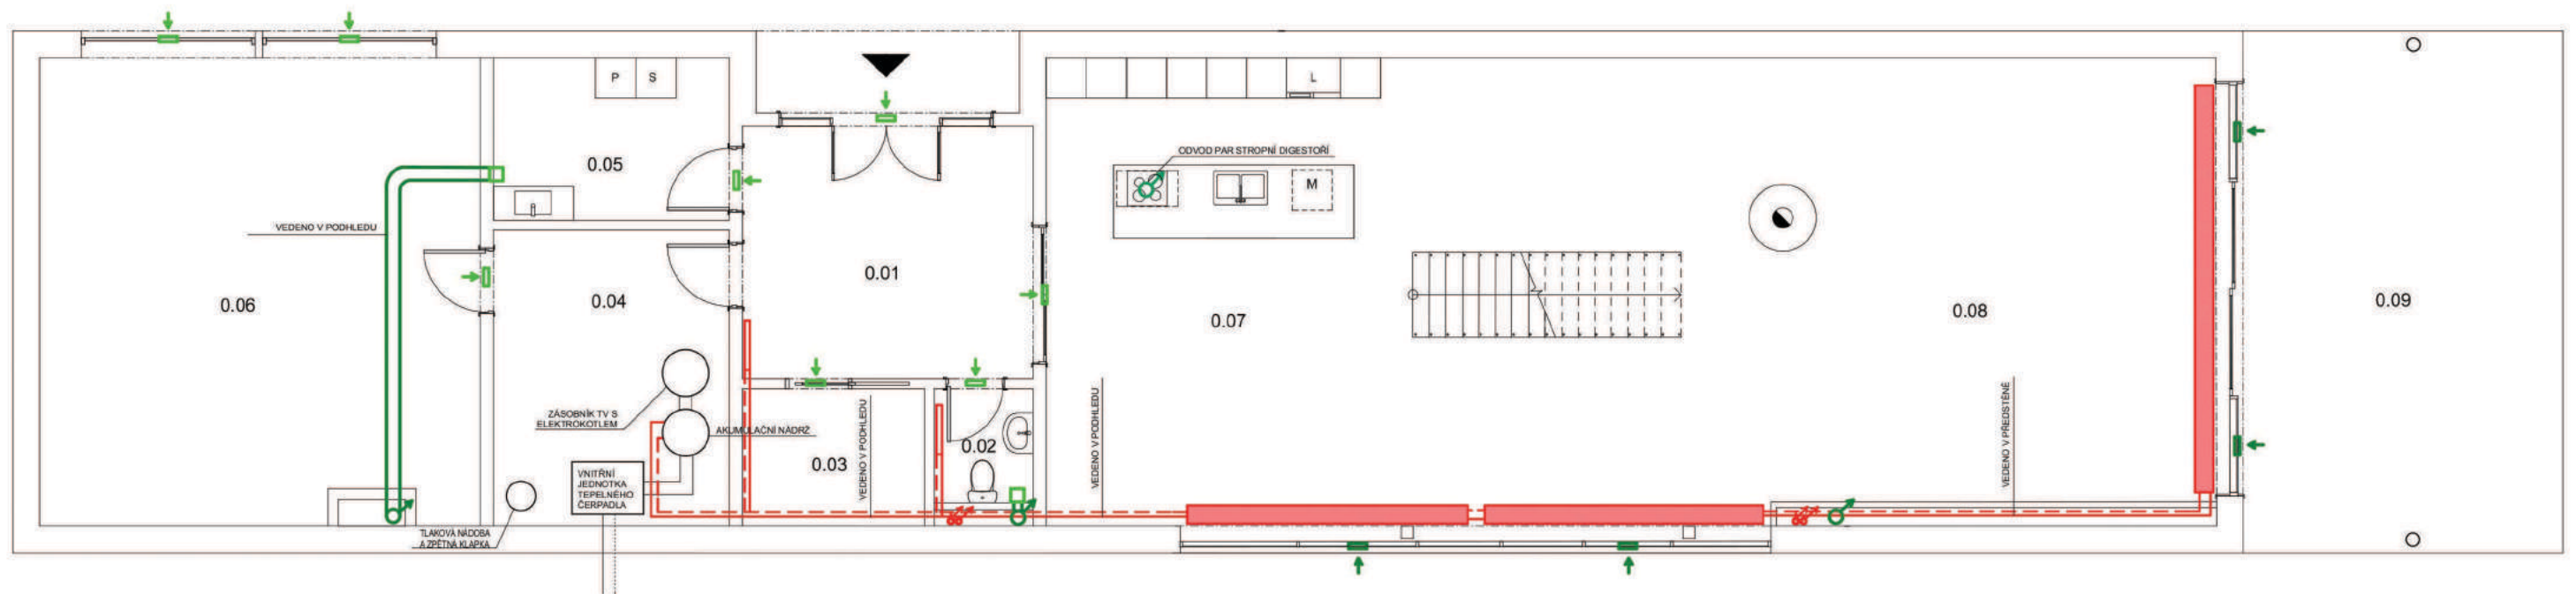 P
S
L
0.05
ODVOD PAR STROPNÍ DIGESTOŘÍ
M
VEDENO V PODHLEDU
0.01
0.06
0.04
0.07
0.08
0.09
ZÁSOBNÍK TV S
ELEKTROKOTLEM
AKUMULAČNÍ NÁDRŽ
0.03
VEDENO V PODHLEDU
0.02
VEDENO V PODHLEDU
VEDENO V PŘEDSTĚNĚ
VNITŘNÍ
JEDNOTKA
TEPELNÉHO
ČERPADLA
TLAKOVÁ NÁDOBA
A ZPĚTNÁ KLAPKA